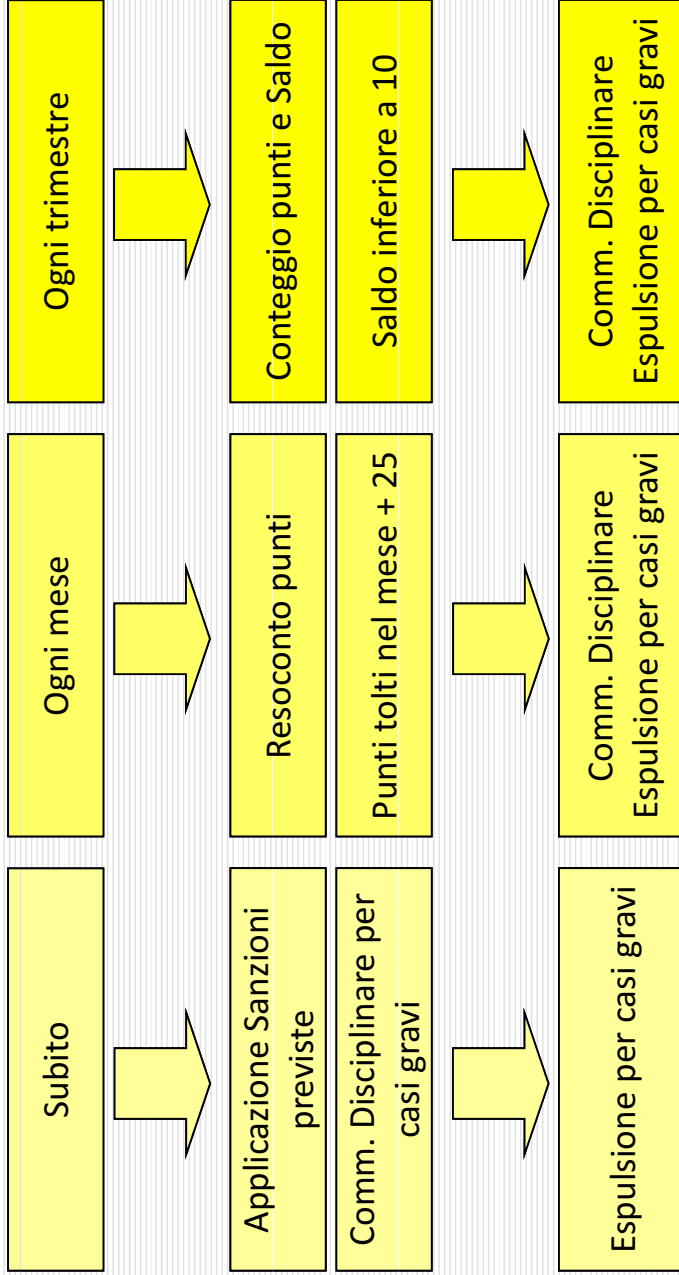 Subito
Applicazione Sanzioni
previste
Comm. Disciplinare per
casi gravi
Espulsione per casi gravi
Ogni mese
Resoconto punti
Punti tolti nel mese + 25
Comm. Disciplinare
Espulsione per casi gravi
Ogni trimestre
Conteggio punti e Saldo
Saldo inferiore a 10
Comm. Disciplinare
Espulsione per casi gravi